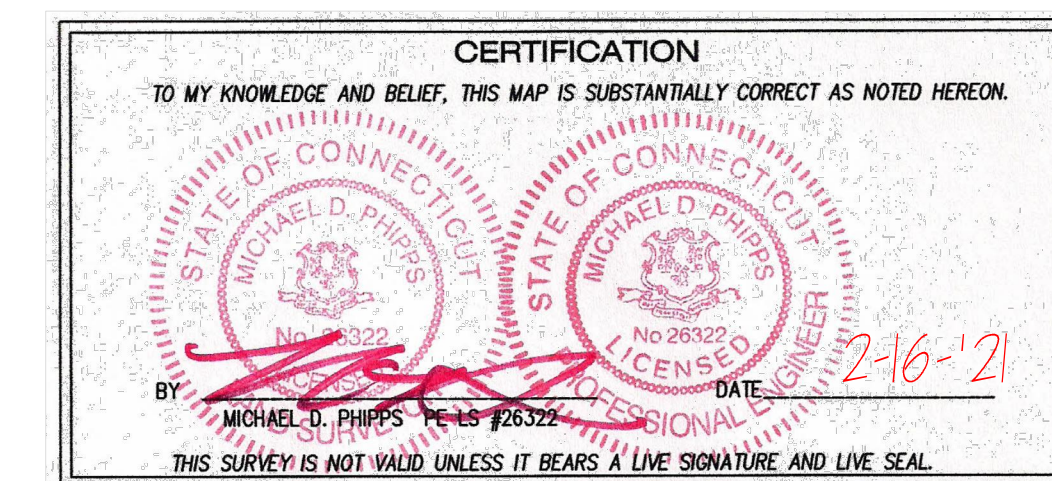 CERTIFICATION
TO MY KNOWLEDGE AND BELIEF, THIS MAP IS SUBSTANTIALLY CORRECT AS NOTED HEREON.
STATE OF CONNECTICUT
MICHAEL D. PHIPPS
No 26322
LICENSED
LAND SURVEYOR
STATE OF CONNECTICUT
MICHAEL D. PHIPPS
No 26322
LICENSED
PROFESSIONAL ENGINEER
BY
DATE 2-16-'21
MICHAEL D. PHIPPS PE LS #26322
THIS SURVEY IS NOT VALID UNLESS IT BEARS A LIVE SIGNATURE AND LIVE SEAL.